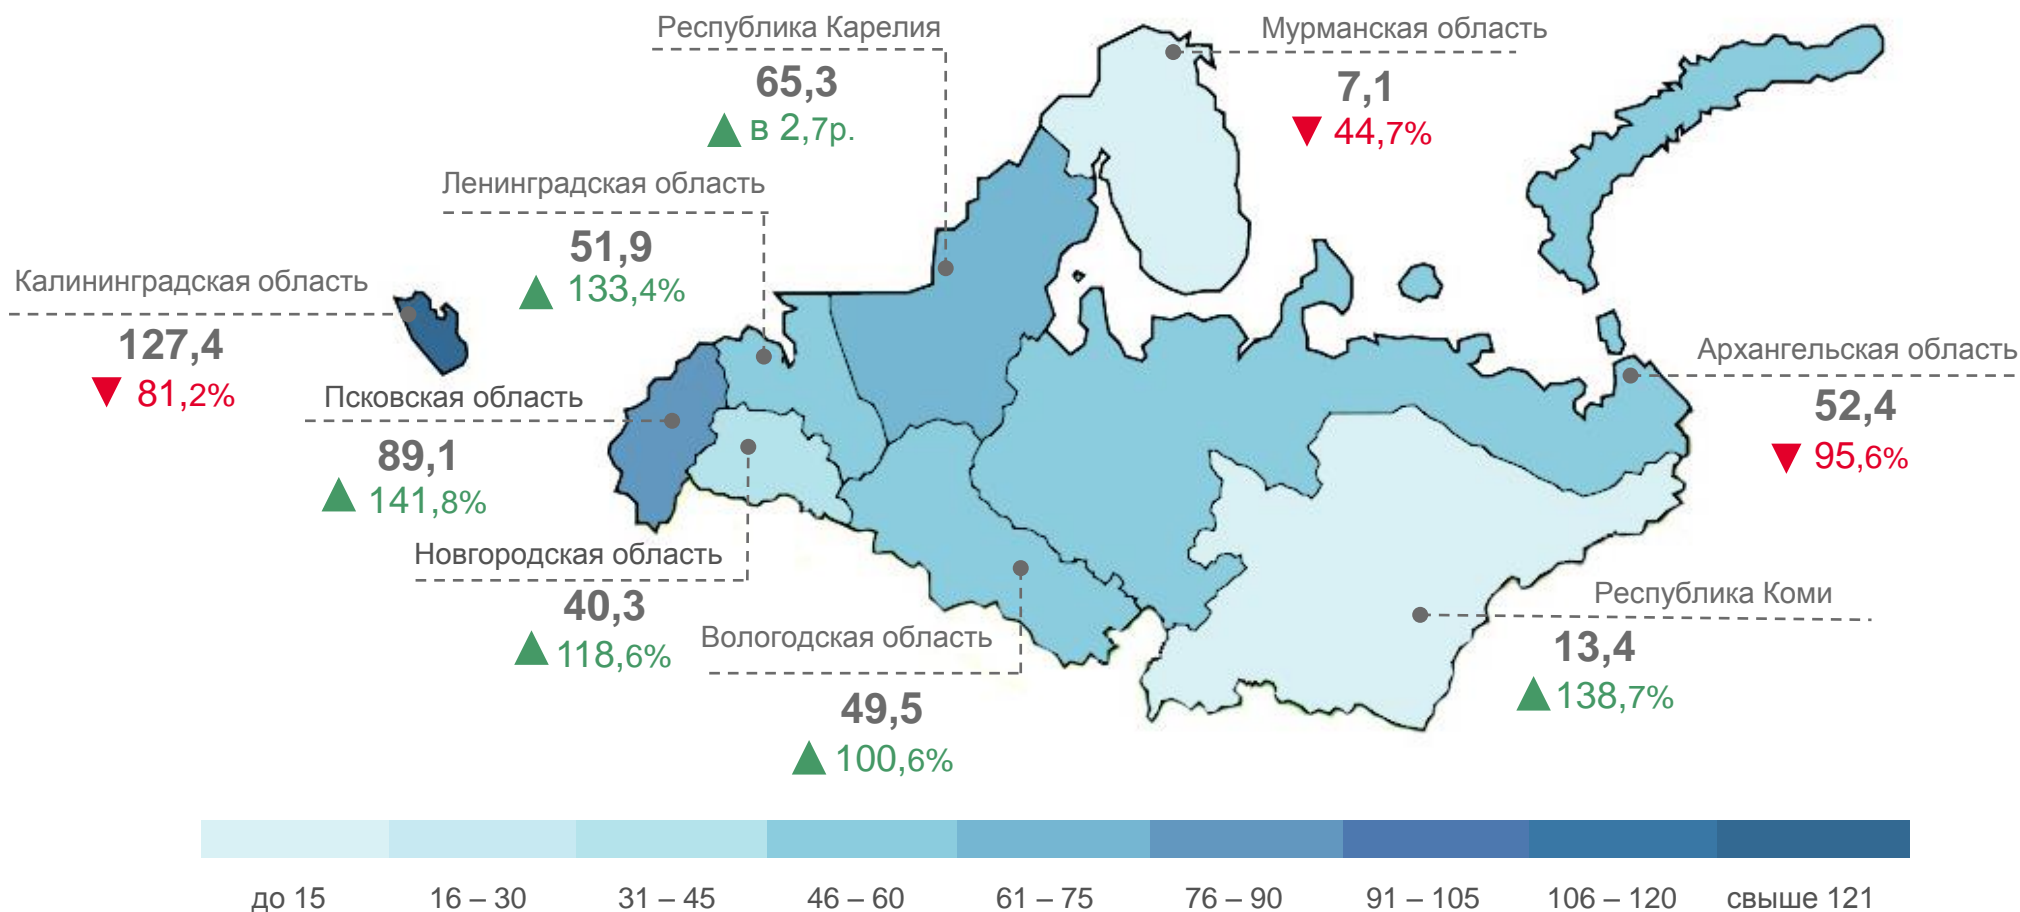 Республика Карелия
65,3
▲ в 2,7р.
Мурманская область
7,1
▼ 44,7%
Ленинградская область
51,9
▲ 133,4%
Калининградская область
127,4
▼ 81,2%
Псковская область
89,1
▲ 141,8%
Архангельская область
52,4
▼ 95,6%
Новгородская область
40,3
▲ 118,6%
Вологодская область
49,5
▲ 100,6%
Республика Коми
13,4
▲ 138,7%
до 15
16 – 30
31 – 45
46 – 60
61 – 75
76 – 90
91 – 105
106 – 120
свыше 121